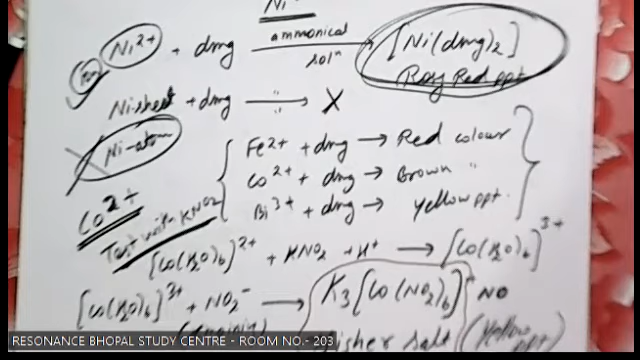 Ni
Ni²⁺ + dmg ammonical soln → [Ni(dmg)₂]
Rosy Red ppt
Ni-sheet + dmg → X
X Ni-atom
Fe²⁺ + dmg → Red colour
Co²⁺ + dmg → Brown "
Bi³⁺ + dmg → Yellow ppt.
Co²⁺
Test with KNO₂
[Co(H₂O)₆]²⁺ + HNO₂ + H⁺ → [Co(H₂O)₆]³⁺
[Co(H₂O)₆]³⁺ + NO₂⁻ → K₃[Co(NO₂)₆] + NO
salt (Yellow ppt)
RESONANCE BHOPAL STUDY CENTRE - ROOM NO.- 203